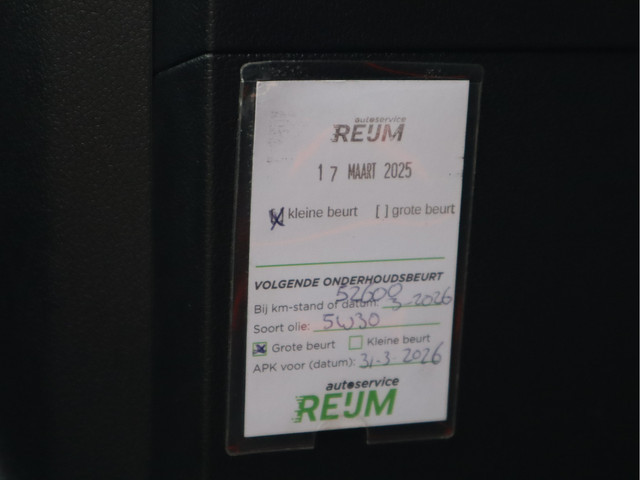 autoservice
REIJM
17 MAART 2025
[X] kleine beurt [ ] grote beurt
VOLGENDE ONDERHOUDSBEURT
Bij km-stand of datum: 52600 3-2026
Soort olie: 5W30
Grote beurt Kleine beurt
APK voor (datum): 31-3-2026
autoservice
REIJM